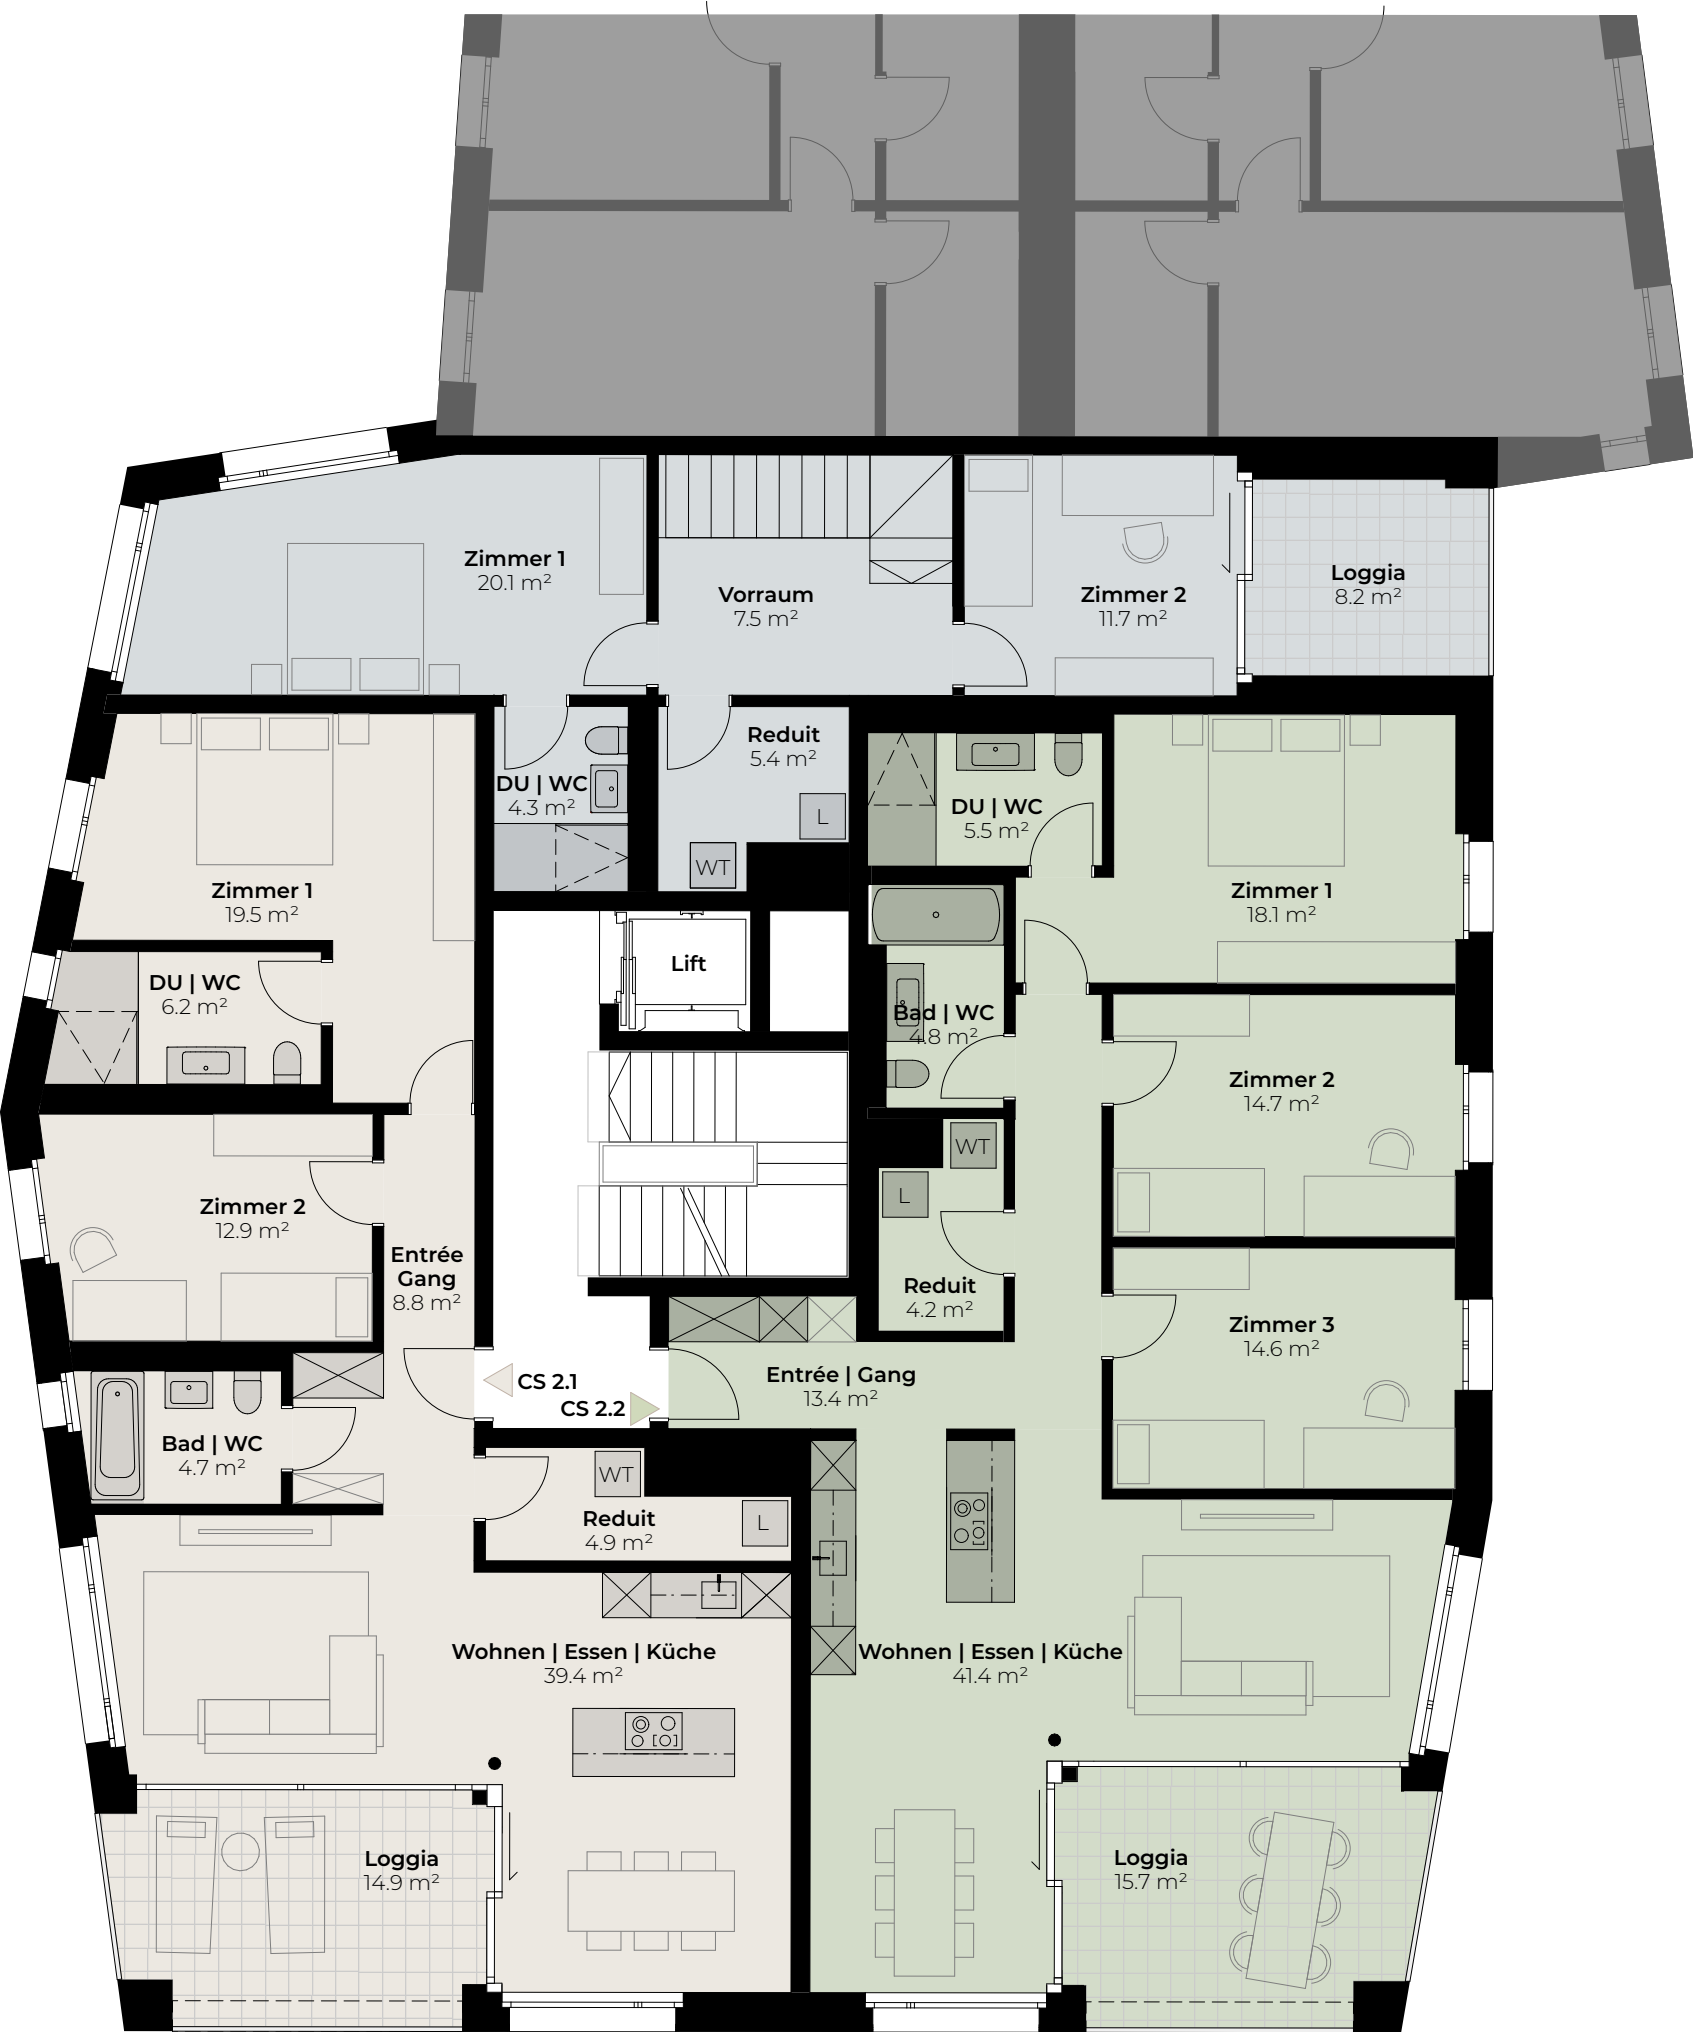 Zimmer 1
20.1 m²
Vorraum
7.5 m²
Zimmer 2
11.7 m²
Loggia
8.2 m²
DU | WC
4.3 m²
Reduit
5.4 m²
L
WT
DU | WC
5.5 m²
Zimmer 1
19.5 m²
Zimmer 1
18.1 m²
Lift
DU | WC
6.2 m²
Bad | WC
4.8 m²
Zimmer 2
14.7 m²
WT
L
Zimmer 2
12.9 m²
Entrée
Gang
8.8 m²
Reduit
4.2 m²
Zimmer 3
14.6 m²
CS 2.1
CS 2.2
Entrée | Gang
13.4 m²
Bad | WC
4.7 m²
WT
Reduit
4.9 m²
L
Wohnen | Essen | Küche
39.4 m²
Wohnen | Essen | Küche
41.4 m²
Loggia
14.9 m²
Loggia
15.7 m²